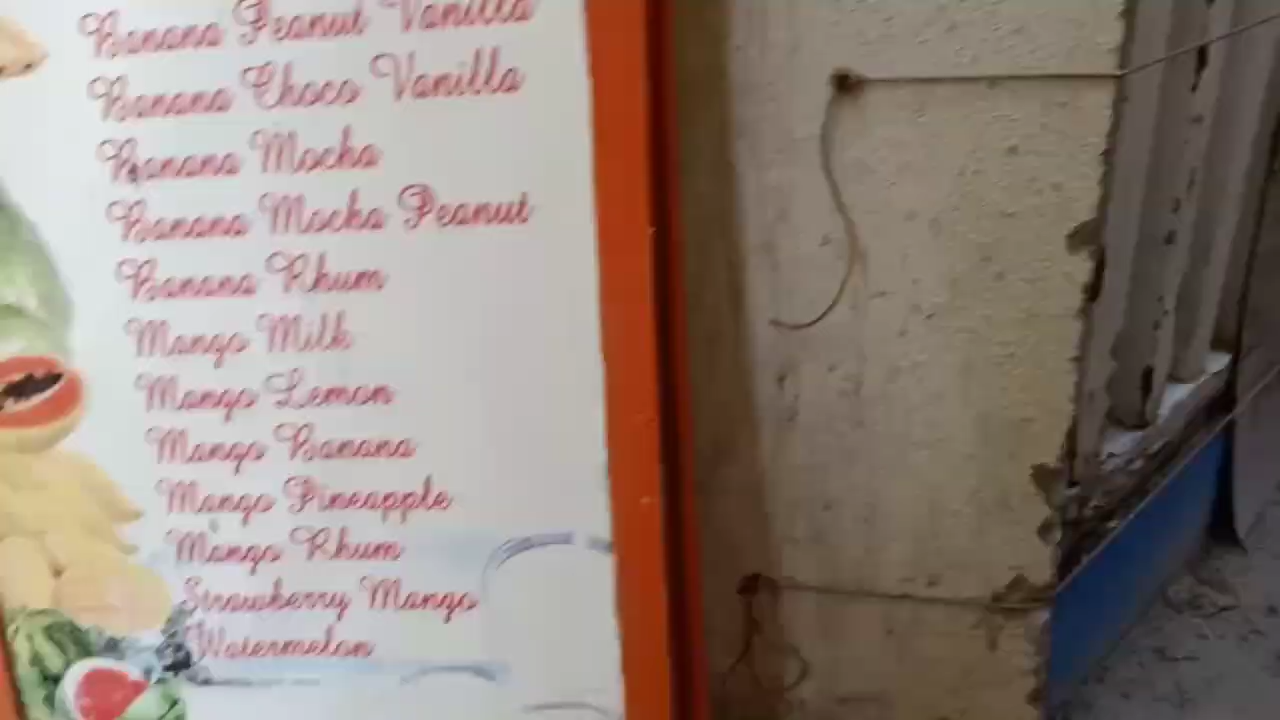 Banana Peanut Vanilla
Banana Choco Vanilla
Banana Mocha
Banana Mocha Peanut
Banana Rhum
Mango Milk
Mango Lemon
Mango Banana
Mango Pineapple
Mango Rhum
Strawberry Mango
Watermelon